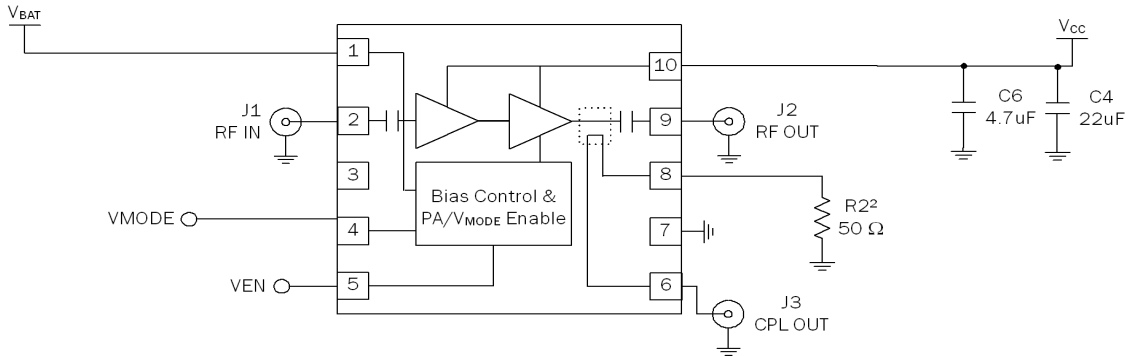 VBAT
VCC
1
10
J1
RF IN
2
9
J2
RF OUT
C6
4.7uF
C4
22uF
3
8
Bias Control &
PA/VMODE Enable
VMODE
4
7
R2²
50 Ω
VEN
5
6
J3
CPL OUT